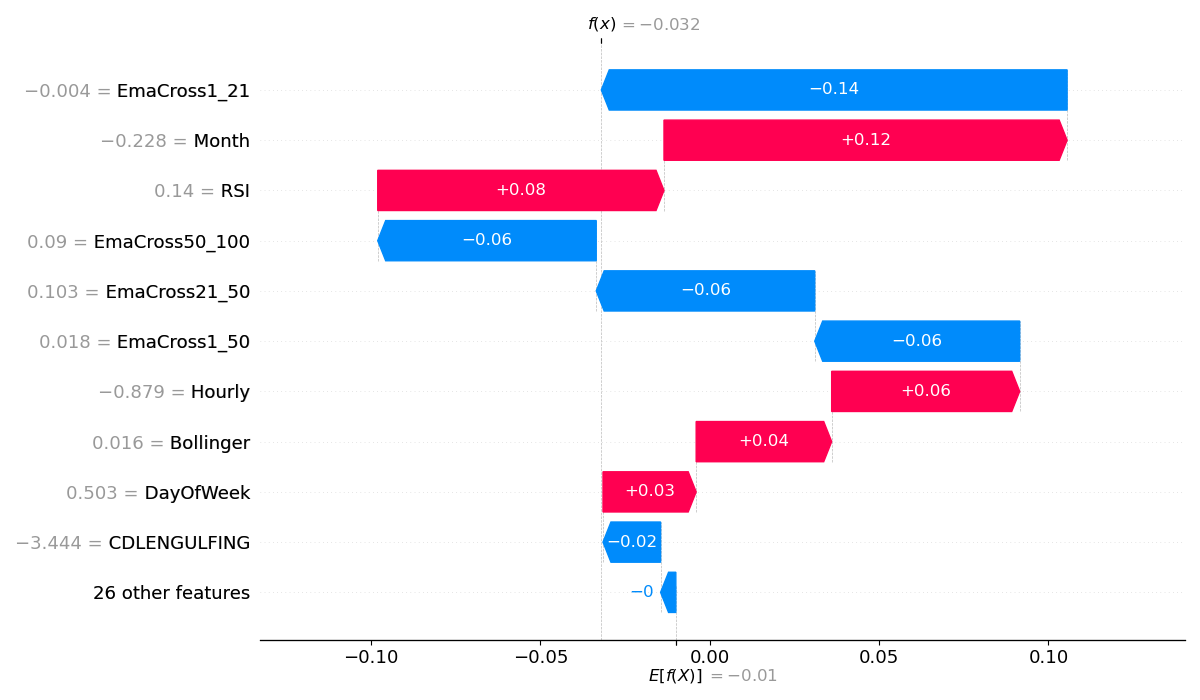 f(x) = −0.032
−0.004 = EmaCross1_21
−0.14
−0.228 = Month
+0.12
0.14 = RSI
+0.08
0.09 = EmaCross50_100
−0.06
0.103 = EmaCross21_50
−0.06
0.018 = EmaCross1_50
−0.06
−0.879 = Hourly
+0.06
0.016 = Bollinger
+0.04
0.503 = DayOfWeek
+0.03
−3.444 = CDLENGULFING
−0.02
26 other features
−0
−0.10 −0.05 0.00 0.05 0.10
E[f(X)] = −0.01